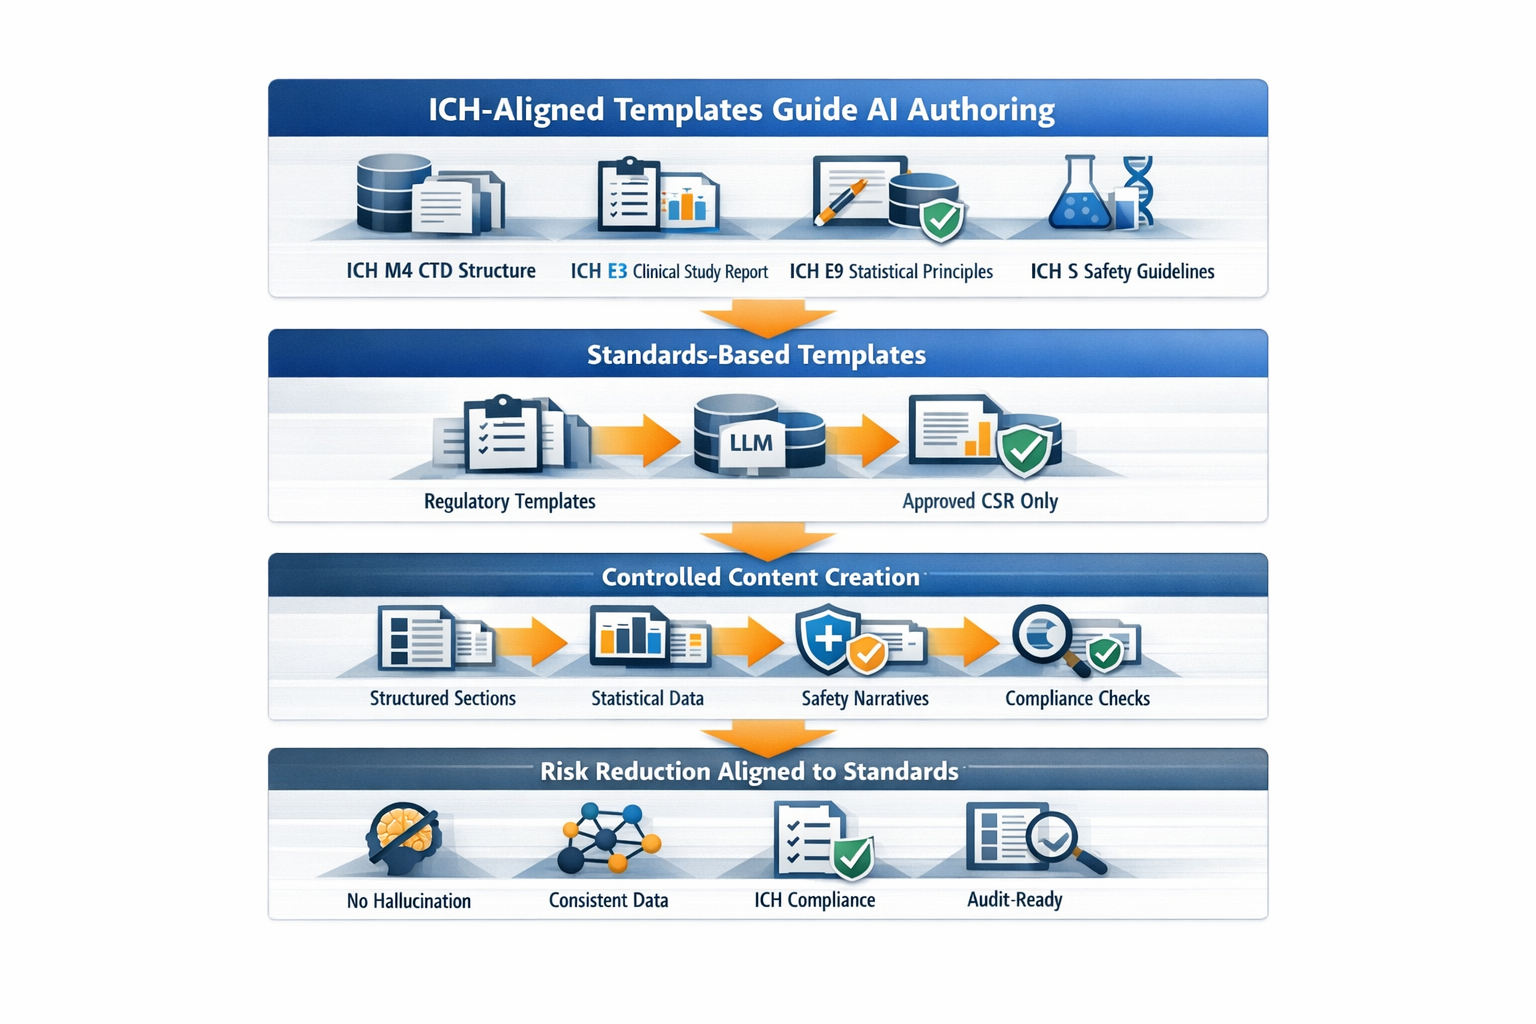 ICH-Aligned Templates Guide AI Authoring
ICH M4 CTD Structure
ICH E3 Clinical Study Report
ICH E9 Statistical Principles
ICH S Safety Guidelines
Standards-Based Templates
LLM
Regulatory Templates
Approved CSR Only
Controlled Content Creation
Structured Sections
Statistical Data
Safety Narratives
Compliance Checks
Risk Reduction Aligned to Standards
No Hallucination
Consistent Data
ICH Compliance
Audit-Ready